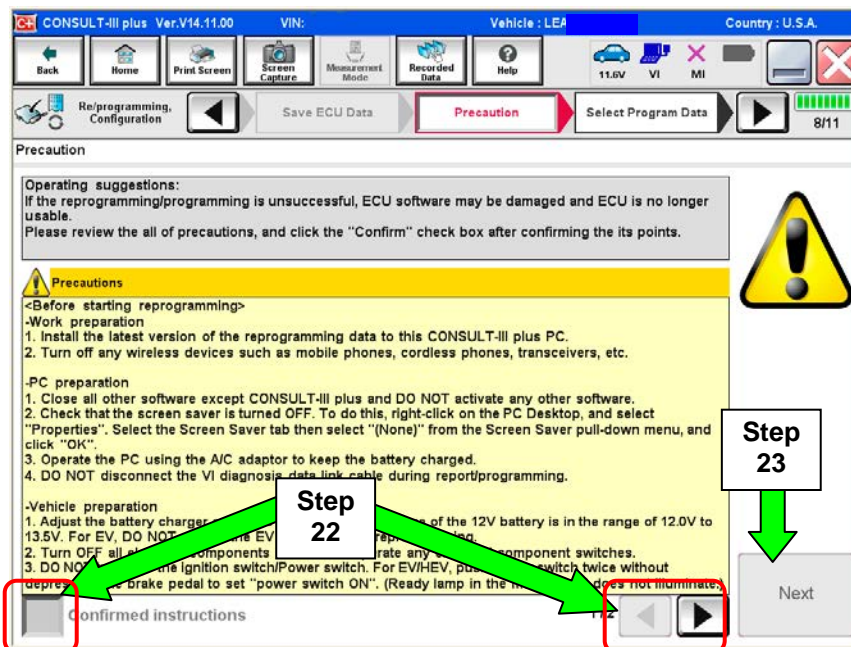 CONSULT-III plus Ver.V14.11.00 VIN: Vehicle : LEA Country : U.S.A.
Back Home Print Screen Screen Capture Measurement Mode Recorded Data Help 11.6V VI MI
Re/programming, Configuration Save ECU Data Precaution Select Program Data 8/11
Precaution
Operating suggestions:
If the reprogramming/programming is unsuccessful, ECU software may be damaged and ECU is no longer
usable.
Please review the all of precautions, and click the "Confirm" check box after confirming the its points.
Precautions
<Before starting reprogramming>
-Work preparation
1. Install the latest version of the reprogramming data to this CONSULT-III plus PC.
2. Turn off any wireless devices such as mobile phones, cordless phones, transceivers, etc.
-PC preparation
1. Close all other software except CONSULT-III plus and DO NOT activate any other software.
2. Check that the screen saver is turned OFF. To do this, right-click on the PC Desktop, and select
"Properties". Select the Screen Saver tab then select "(None)" from the Screen Saver pull-down menu, and
click "OK".
3. Operate the PC using the A/C adaptor to keep the battery charged.
4. DO NOT disconnect the VI diagnosis data link cable during report/programming.
-Vehicle preparation
1. Adjust the battery charger of the 12V battery is in the range of 12.0V to
13.5V. For EV, DO NOT the EV
2. Turn OFF all components any component switches.
3. DO NOT the Ignition switch/Power switch. For EV/HEV, switch twice without
brake pedal to set "power switch ON". (Ready lamp in the does not illuminate.)
Confirmed instructions
Next
Step
22
Step
23